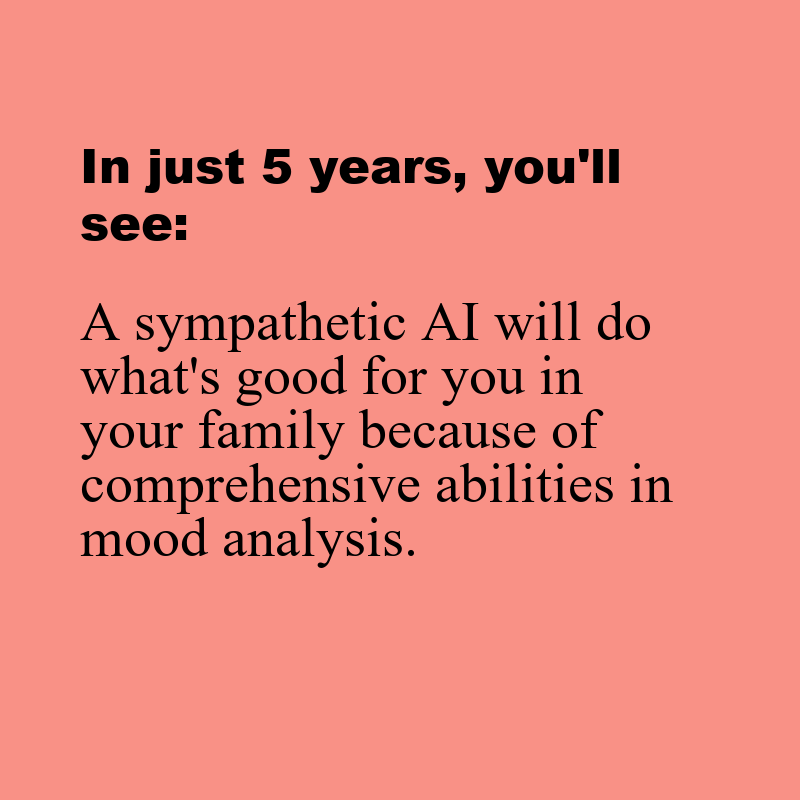 In just 5 years, you'll
see:
A sympathetic AI will do
what's good for you in
your family because of
comprehensive abilities in
mood analysis.